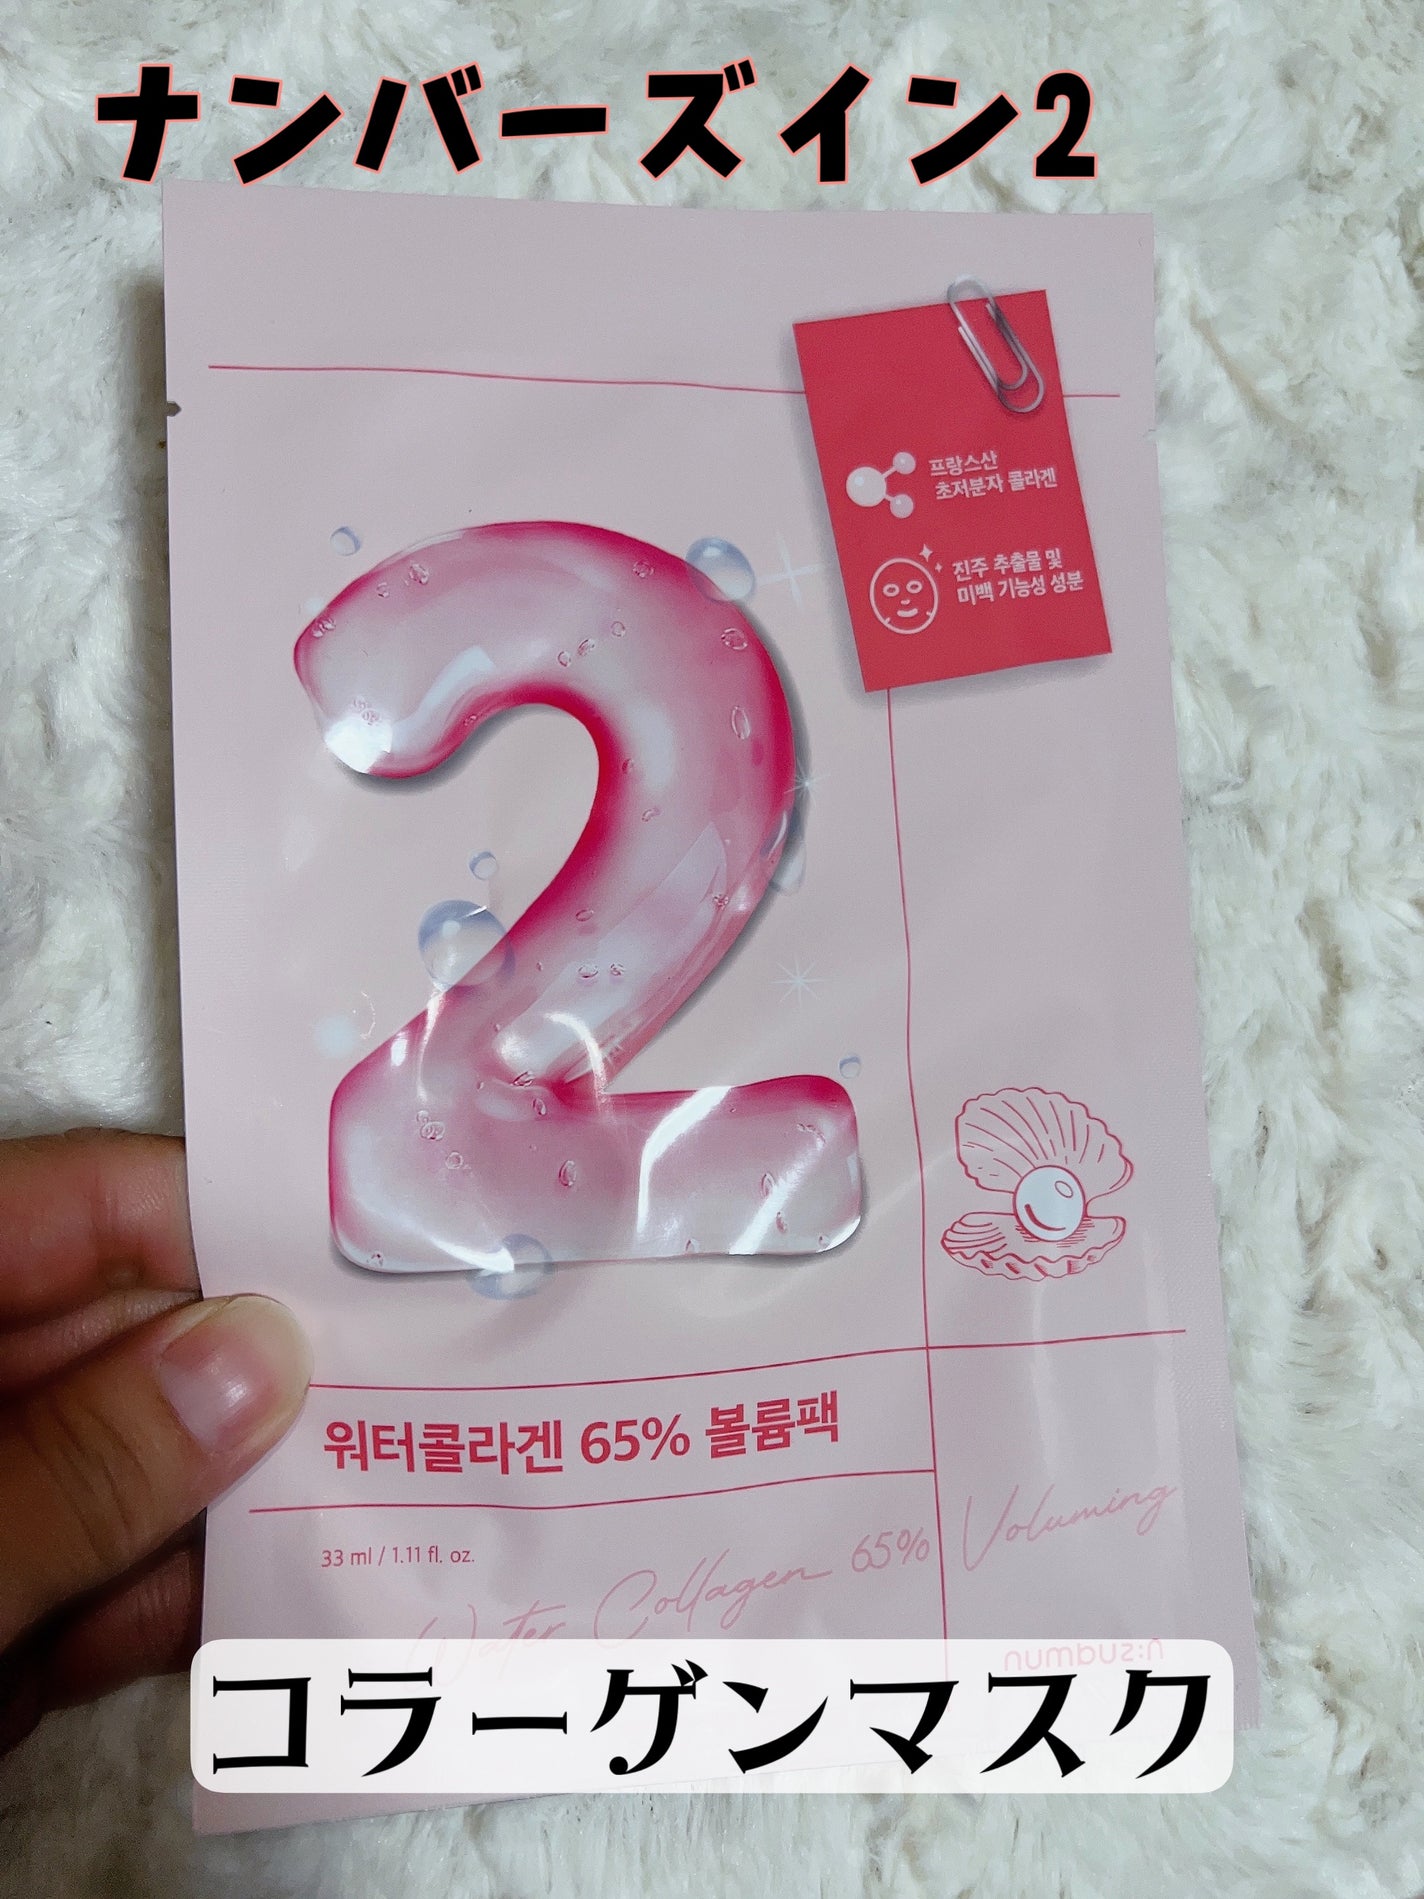 ナンバーズイン2
프랑스산
초저분자 콜라겐
진주 추출물 및
미백 기능성 성분
2
워터콜라겐 65% 볼륨팩
33 ml / 1.11 fl. oz.
Water Collagen 65% Voluming
numbuz:n
コラーゲンマスク